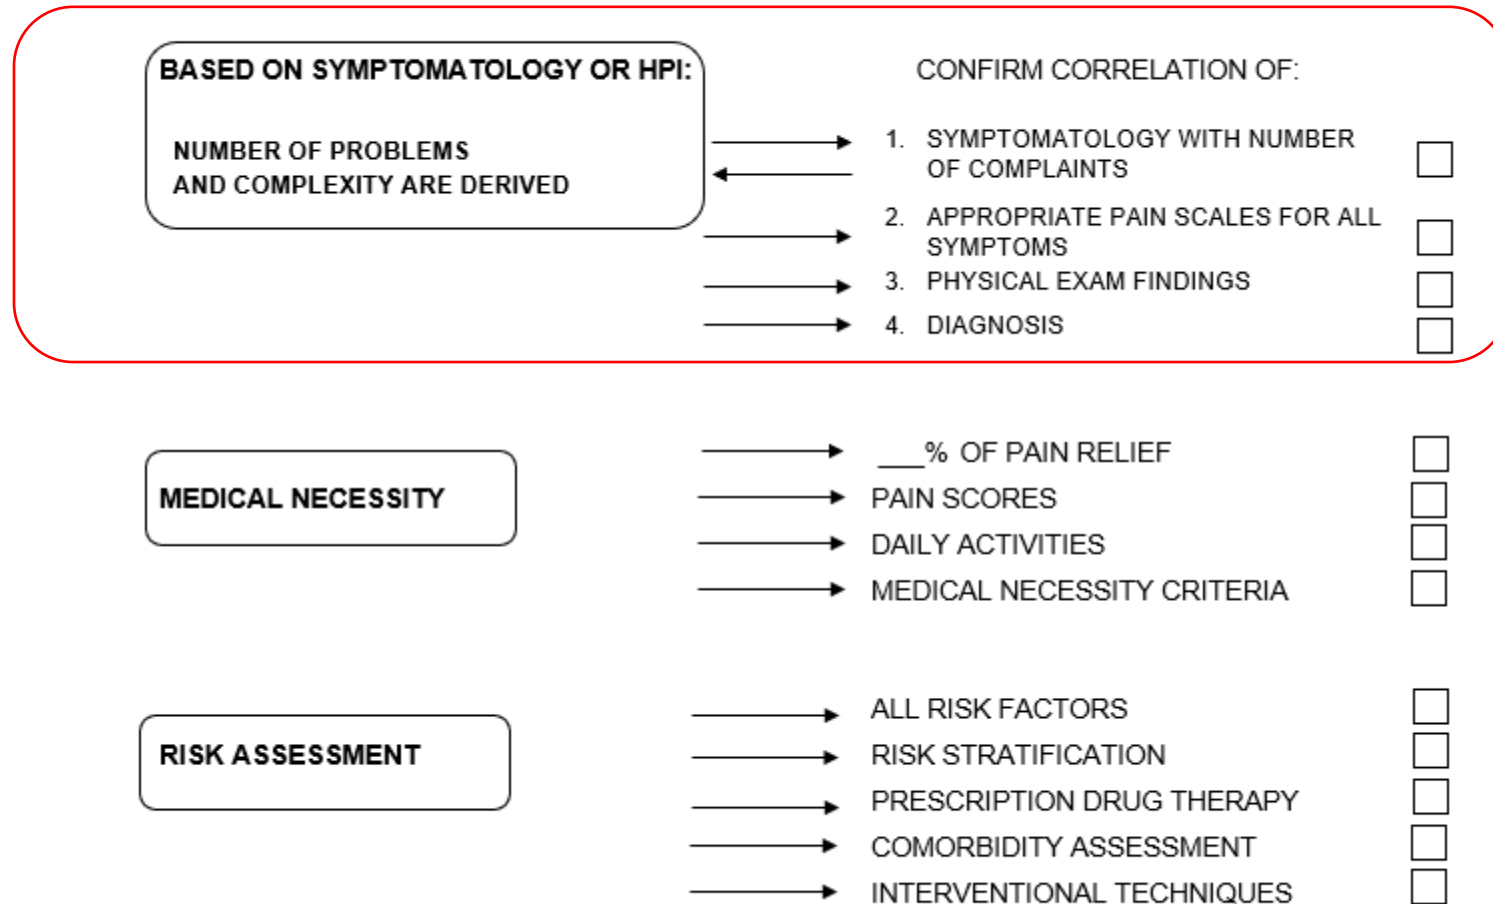 BASED ON SYMPTOMATOLOGY OR HPI:
NUMBER OF PROBLEMS
AND COMPLEXITY ARE DERIVED
CONFIRM CORRELATION OF:
1. SYMPTOMATOLOGY WITH NUMBER
OF COMPLAINTS
2. APPROPRIATE PAIN SCALES FOR ALL
SYMPTOMS
3. PHYSICAL EXAM FINDINGS
4. DIAGNOSIS
MEDICAL NECESSITY
___% OF PAIN RELIEF
PAIN SCORES
DAILY ACTIVITIES
MEDICAL NECESSITY CRITERIA
RISK ASSESSMENT
ALL RISK FACTORS
RISK STRATIFICATION
PRESCRIPTION DRUG THERAPY
COMORBIDITY ASSESSMENT
INTERVENTIONAL TECHNIQUES